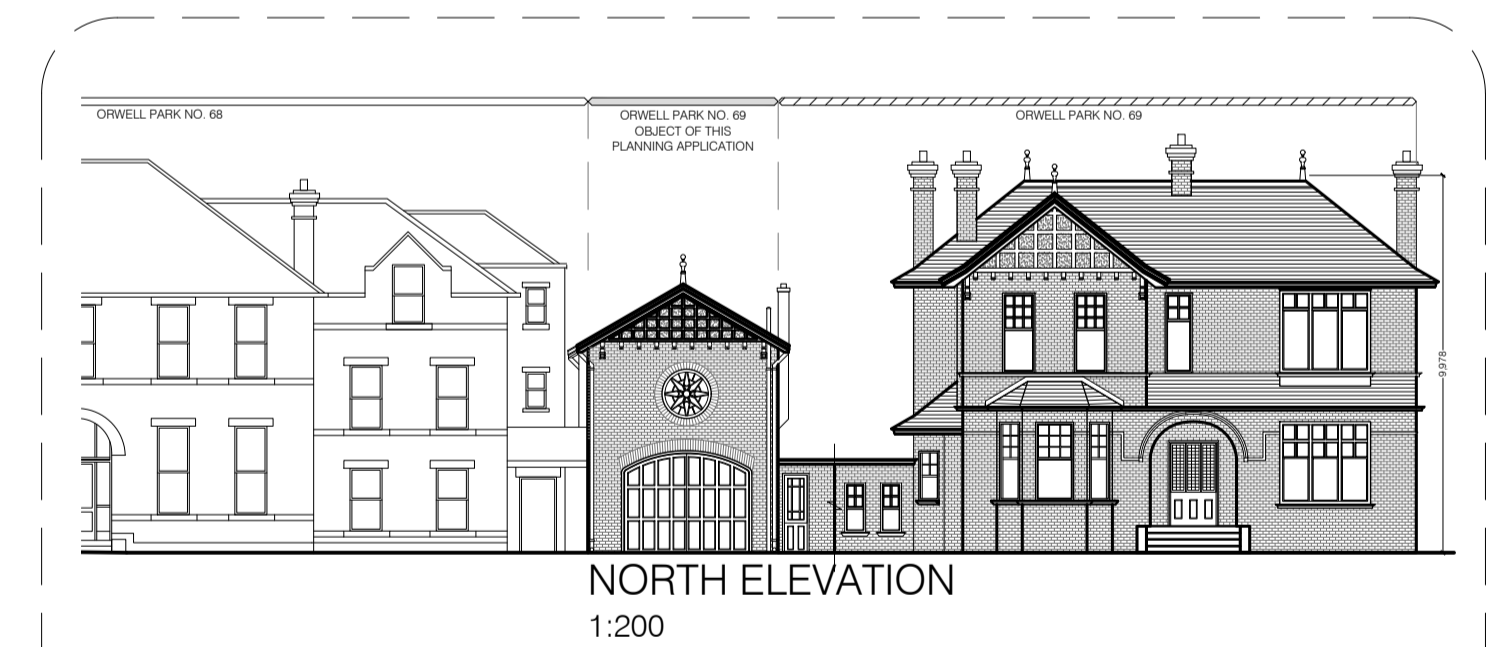 ORWELL PARK NO. 68
ORWELL PARK NO. 69
OBJECT OF THIS
PLANNING APPLICATION
ORWELL PARK NO. 69
9,978
NORTH ELEVATION
1:200